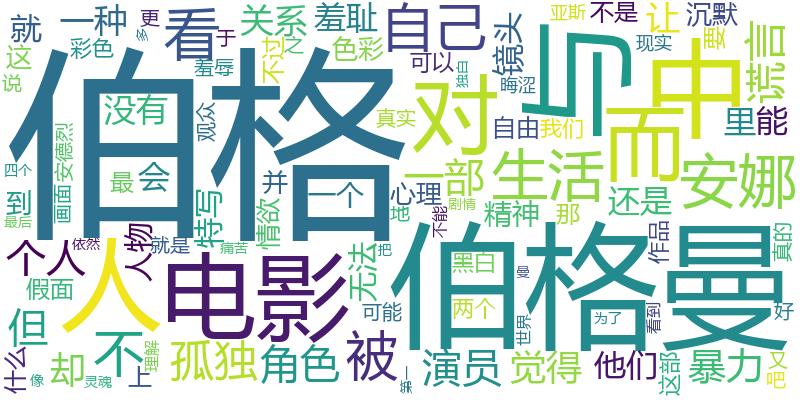 就
一种
更
关系
羞耻
自己
亚斯
不是
让
沉默
这
彩色
多
看
于
之
不过
色彩
镜头
与
现实
要
谎言
说
羞辱
可以
独白
晦涩
中
伯格
没有
观众
对
真实
自由
我们
而
里
能
四个
安德烈
最
会
一部
生活
安娜
到
画面
特写
情欲
并
一个
心理
地
剧情
精神
那
还是
最后
人物
不能
作品
真的
个人
依然
就是
痛苦
无法
把
伯格曼
黑白
假面
人
电影
可能
两个
曼
世界
为了
看到
好
但
不
孤独
角色
被
演员
觉得
他们
这部
暴力
又
吧
什么
却
理解
上
像
灵魂
第一